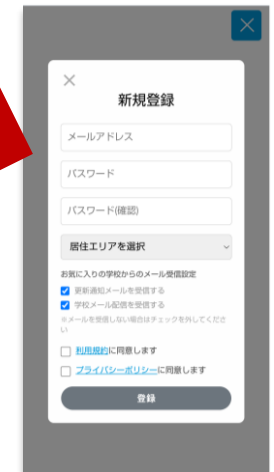 新規登録
メールアドレス
パスワード
パスワード(確認)
居住エリアを選択
お気に入りの学校からのメール受信設定
更新通知メールを受信する
学校メール配信を受信する
※メールを受信しない場合はチェックを外してくださ
い
利用規約に同意します
プライバシーポリシーに同意します
登録